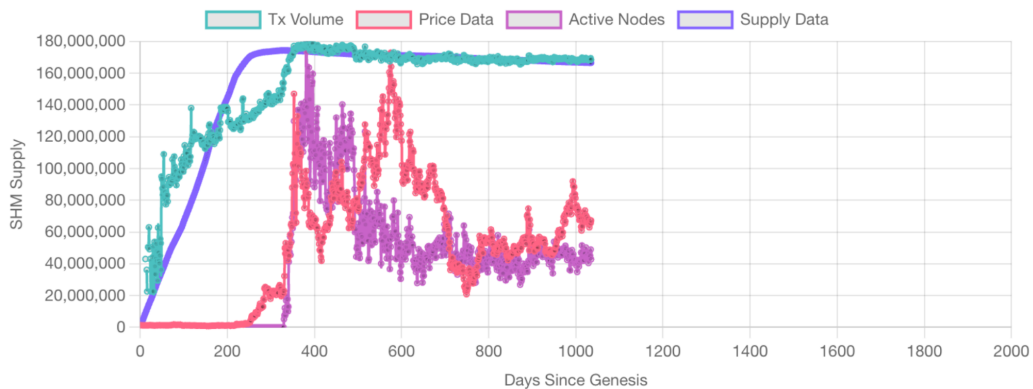 Tx Volume Price Data Active Nodes Supply Data
180,000,000
160,000,000
140,000,000
120,000,000
100,000,000
80,000,000
60,000,000
40,000,000
20,000,000
0
SHM Supply
0 200 400 600 800 1000 1200 1400 1600 1800 2000
Days Since Genesis